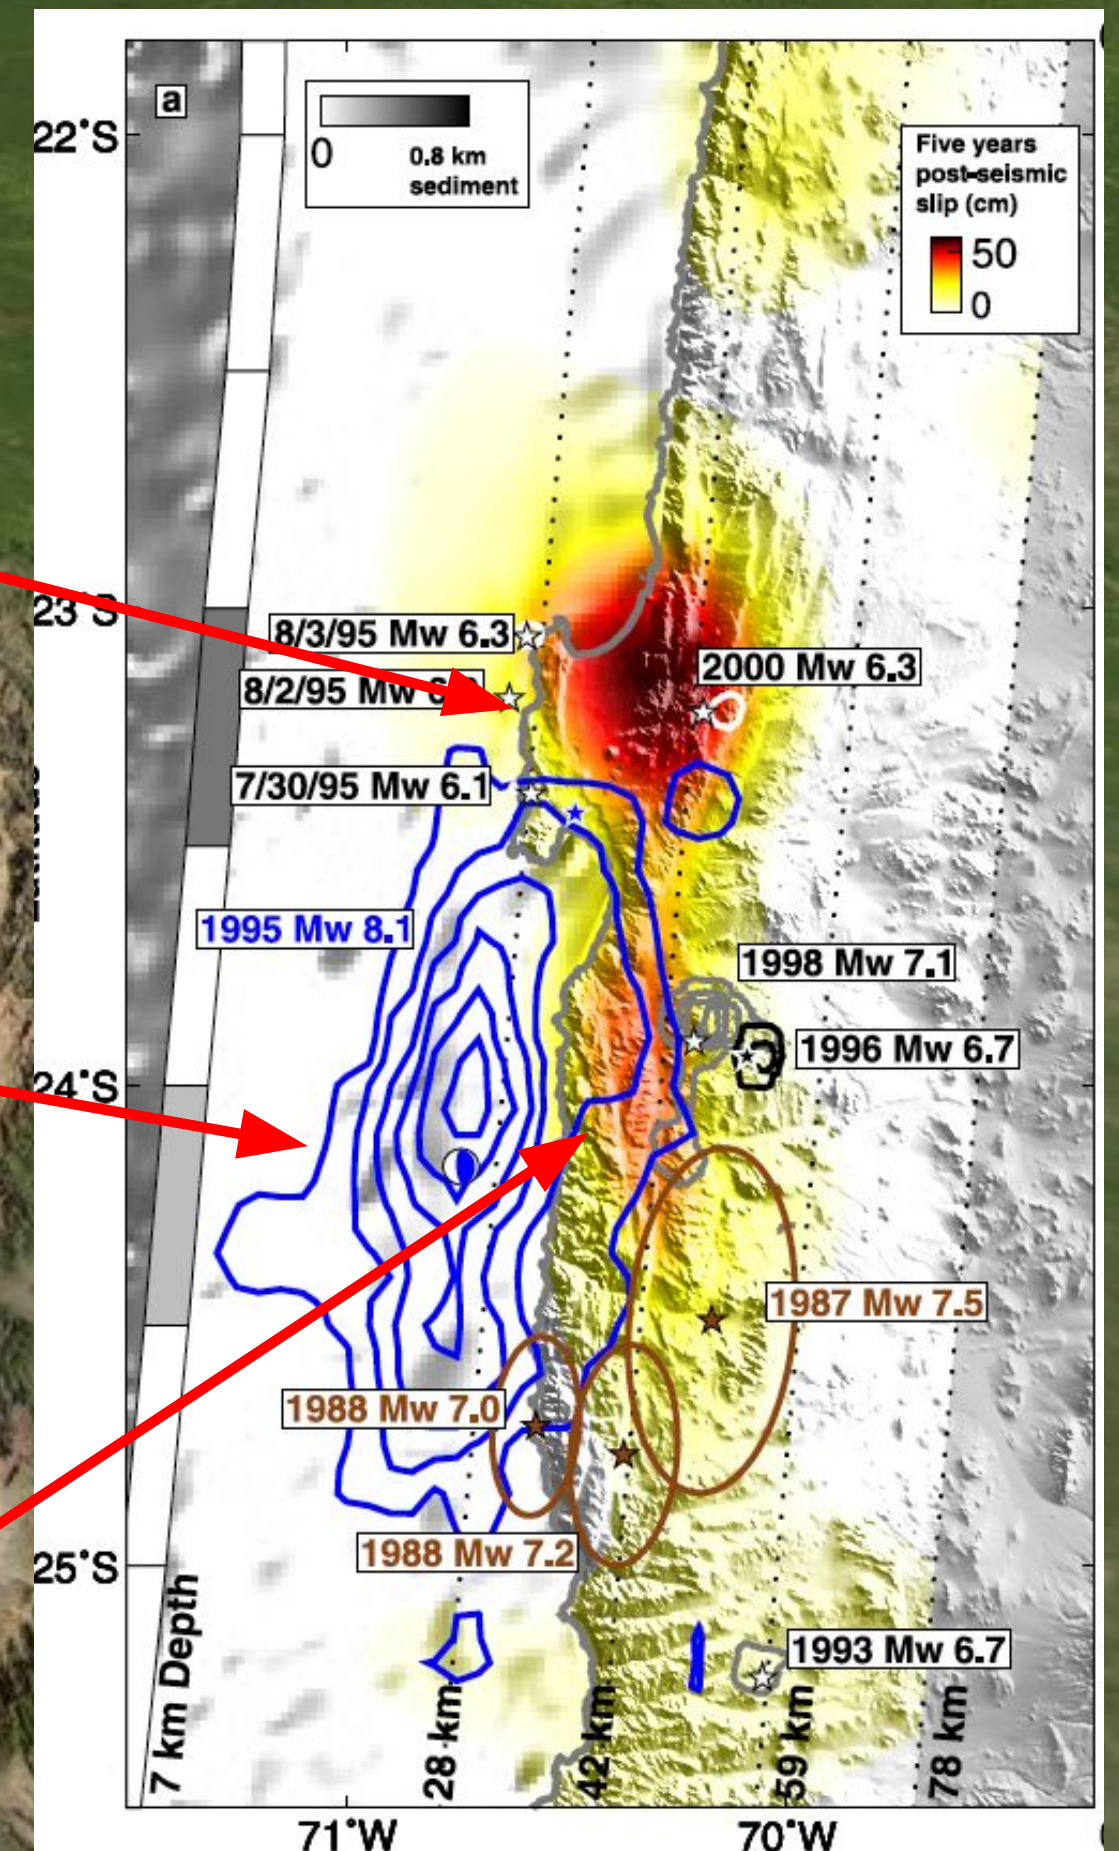 a
0
0.8 km
sediment
Five years
post-seismic
slip (cm)
50
0
22°S
23°S
8/3/95 Mw 6.3
2000 Mw 6.3
8/2/95 Mw
7/30/95 Mw 6.1
1995 Mw 8.1
1998 Mw 7.1
1996 Mw 6.7
24°S
1987 Mw 7.5
1988 Mw 7.0
1988 Mw 7.2
25°S
1993 Mw 6.7
7 km Depth
28 km
42 km
59 km
78 km
71°W
70°W